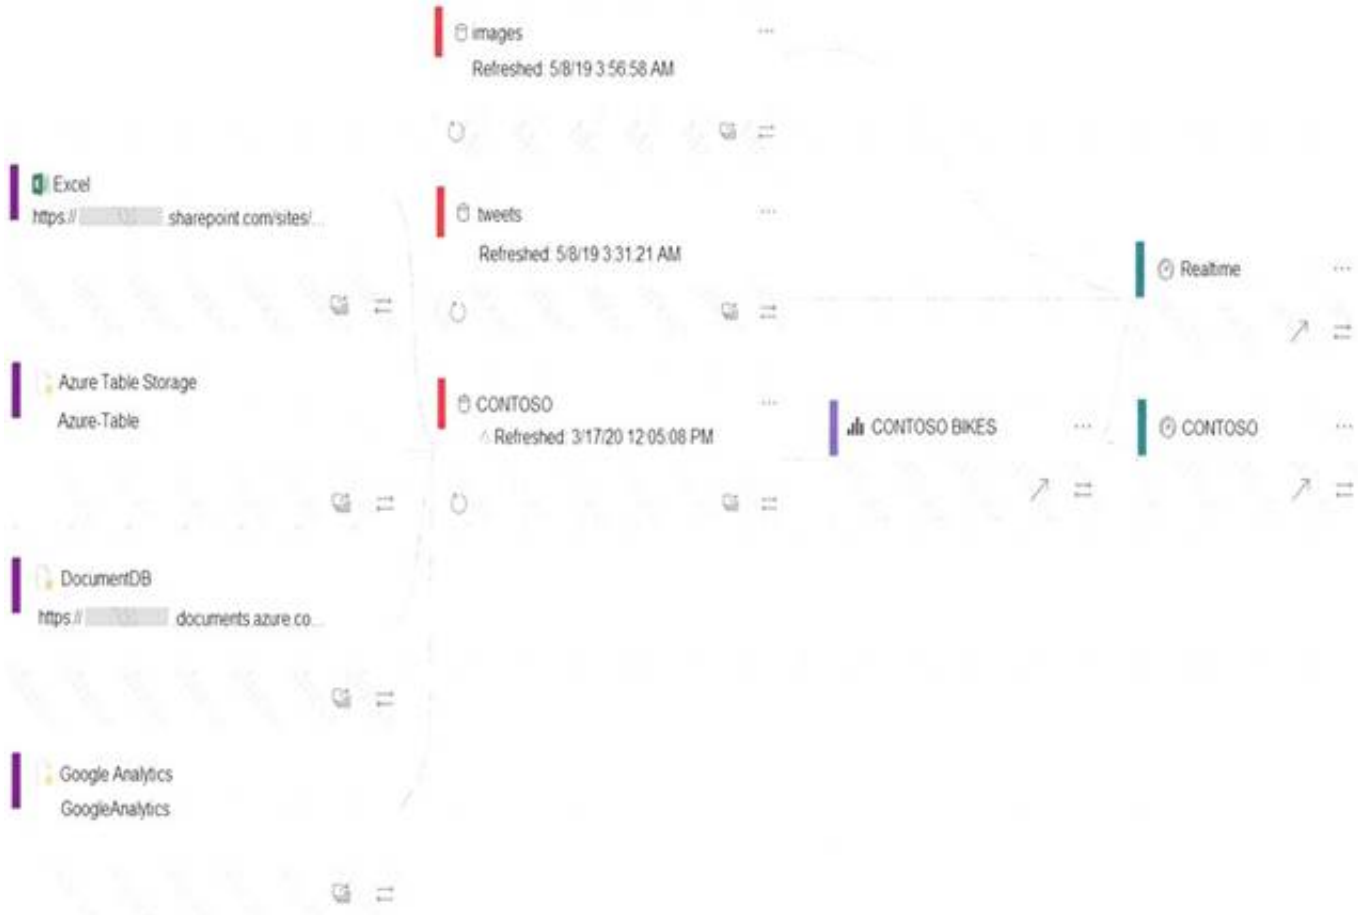 images
Refreshed: 5/8/19 3:56:58 AM
Excel
https:// sharepoint.com/sites/...
tweets
Refreshed: 5/8/19 3:31:21 AM
Realtime
Azure Table Storage
Azure-Table
CONTOSO
Refreshed: 3/17/20 12:05:08 PM
CONTOSO BIKES
CONTOSO
DocumentDB
https:// documents.azure.co...
Google Analytics
GoogleAnalytics